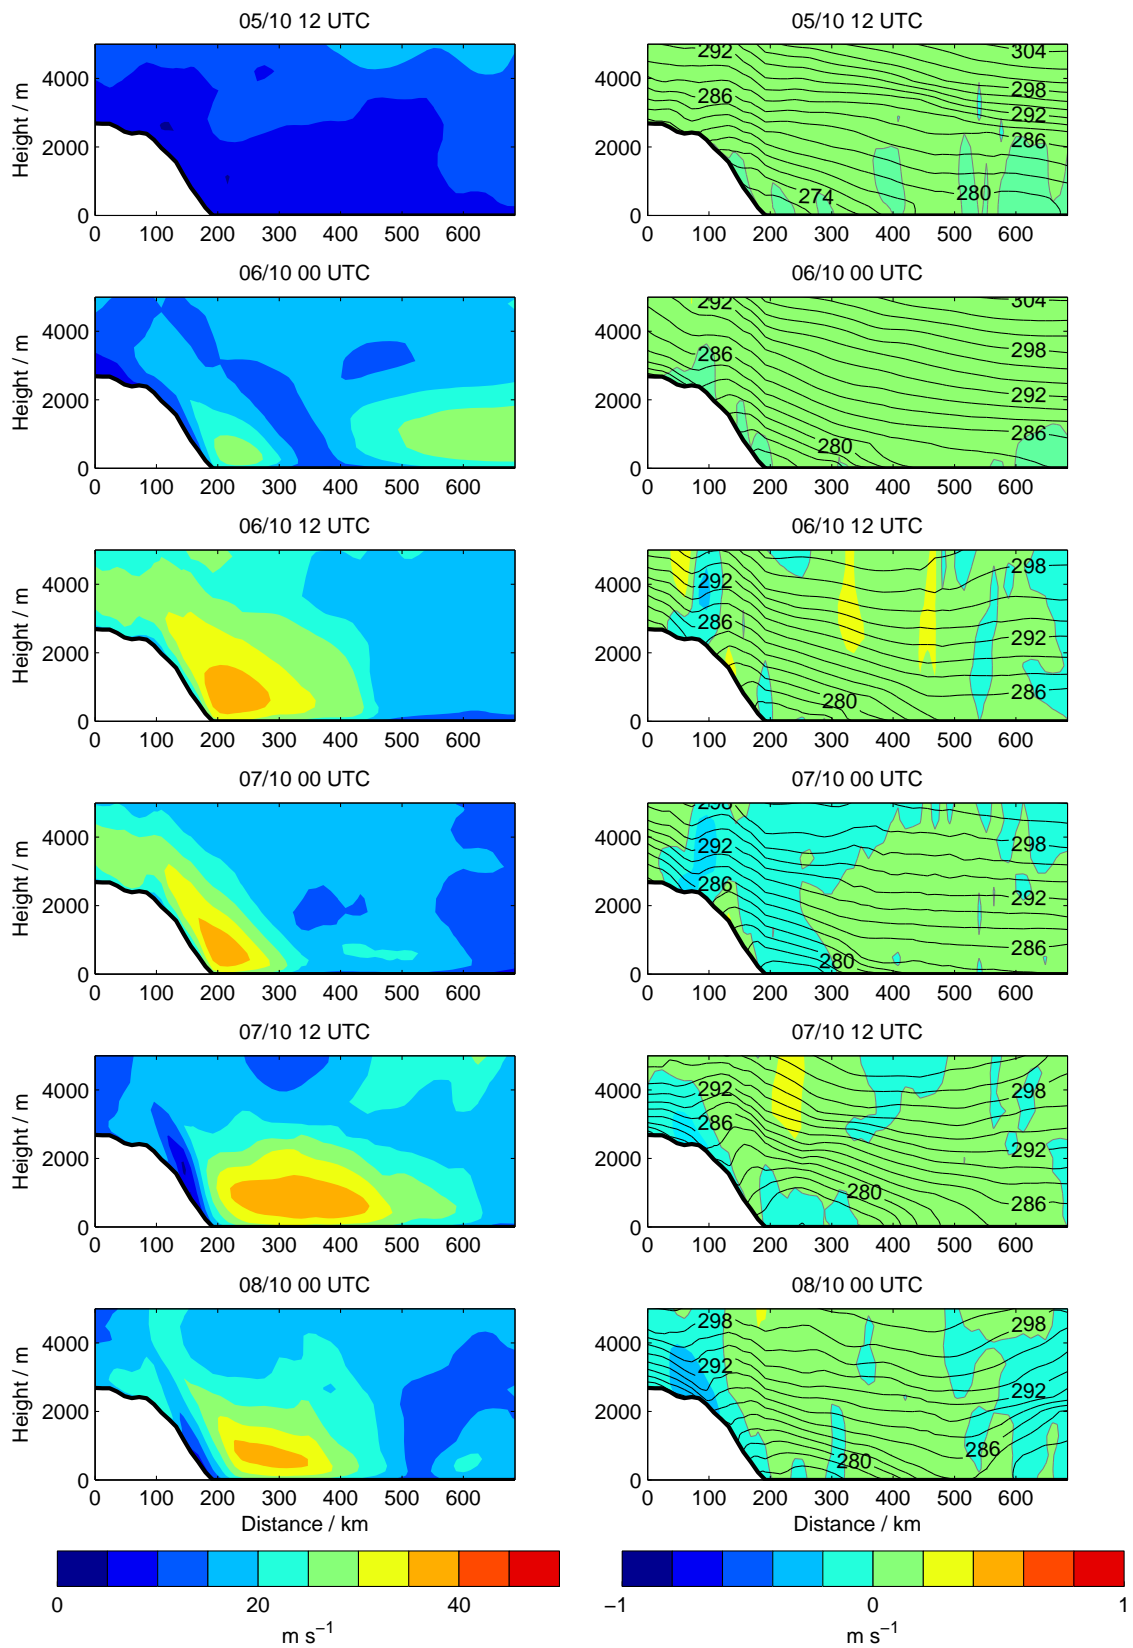 05/10 12 UTC 05/10 12 UTC
Height / m 4000 2000 0 4000 2000 0
292 286 274 304 298 292 286 280
0 100 200 300 400 500 600 0 100 200 300 400 500 600
06/10 00 UTC 06/10 00 UTC
Height / m 4000 2000 0 4000 2000 0
292 286 280 304 298 292 286
0 100 200 300 400 500 600 0 100 200 300 400 500 600
06/10 12 UTC 06/10 12 UTC
Height / m 4000 2000 0 4000 2000 0
292 286 280 298 292 286
0 100 200 300 400 500 600 0 100 200 300 400 500 600
07/10 00 UTC 07/10 00 UTC
Height / m 4000 2000 0 4000 2000 0
298 292 286 280 298 292 286
0 100 200 300 400 500 600 0 100 200 300 400 500 600
07/10 12 UTC 07/10 12 UTC
Height / m 4000 2000 0 4000 2000 0
292 286 280 298 292 286
0 100 200 300 400 500 600 0 100 200 300 400 500 600
08/10 00 UTC 08/10 00 UTC
Height / m 4000 2000 0 4000 2000 0
298 292 280 298 292 286
0 100 200 300 400 500 600 0 100 200 300 400 500 600
Distance / km Distance / km
0 20 40 −1 0 1
m s⁻¹ m s⁻¹